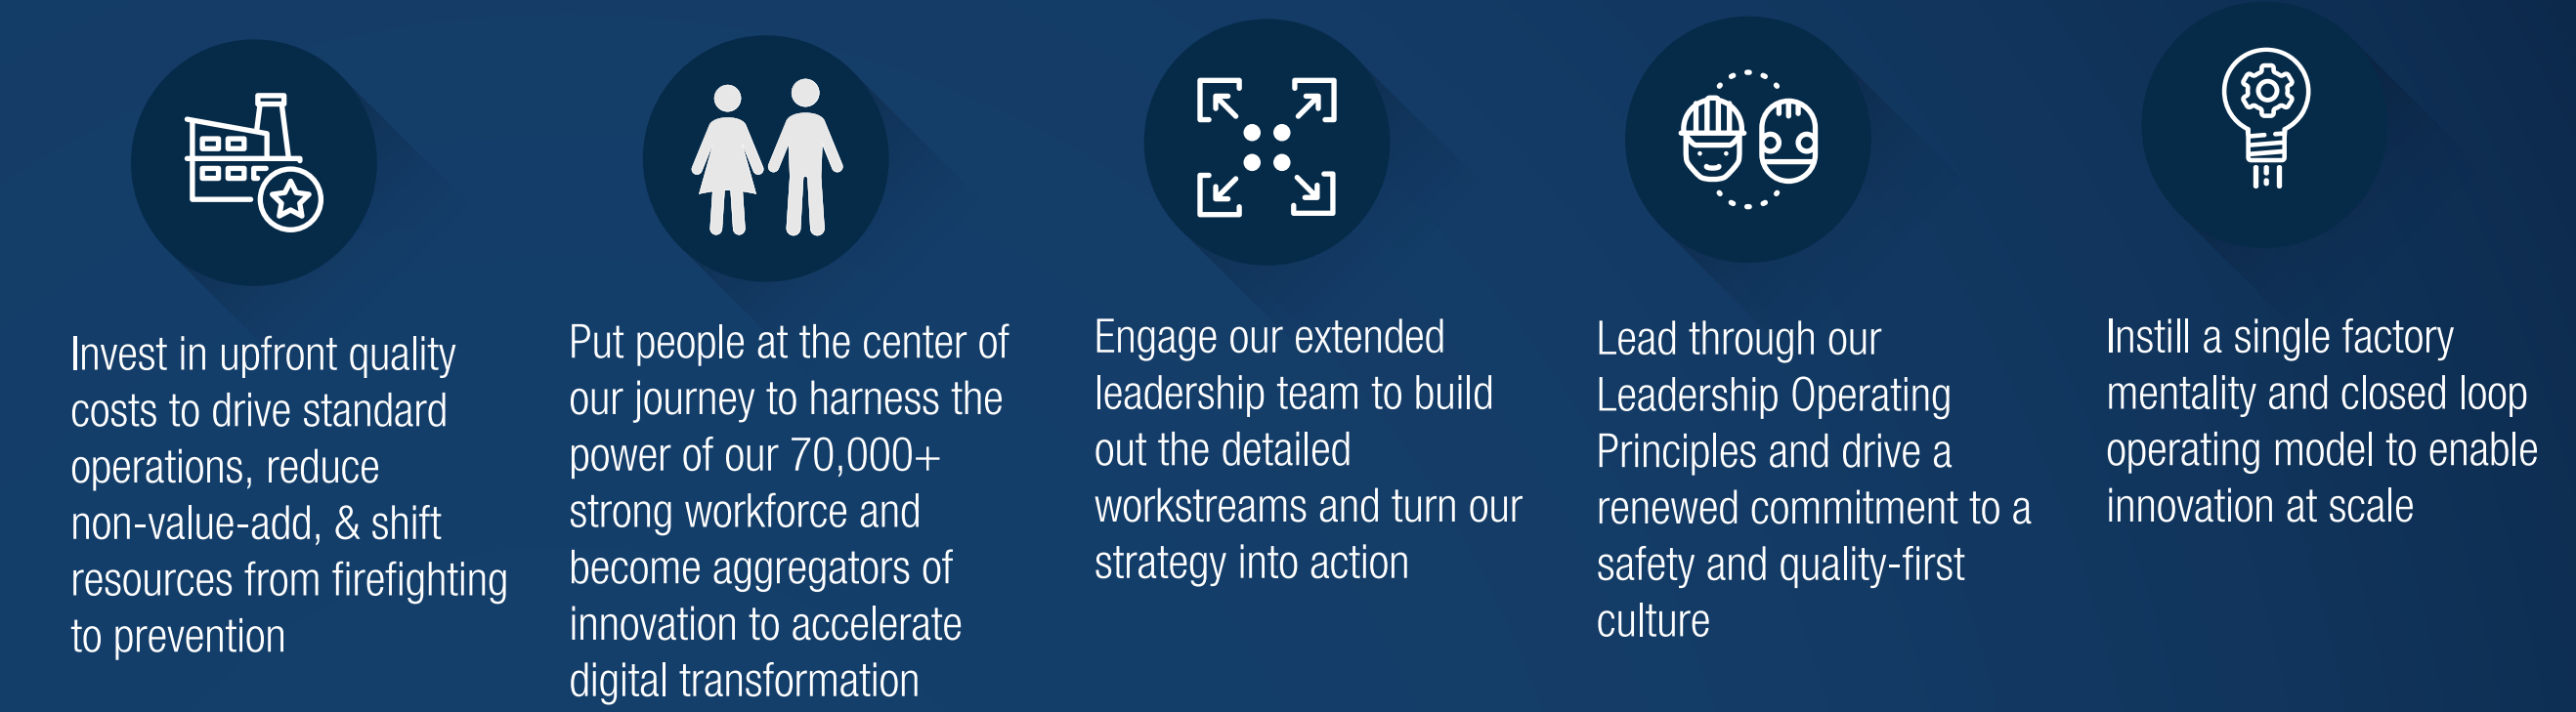 Invest in upfront quality
costs to drive standard
operations, reduce
non-value-add, & shift
resources from firefighting
to prevention
Put people at the center of
our journey to harness the
power of our 70,000+
strong workforce and
become aggregators of
innovation to accelerate
digital transformation
Engage our extended
leadership team to build
out the detailed
workstreams and turn our
strategy into action
Lead through our
Leadership Operating
Principles and drive a
renewed commitment to a
safety and quality-first
culture
Instill a single factory
mentality and closed loop
operating model to enable
innovation at scale